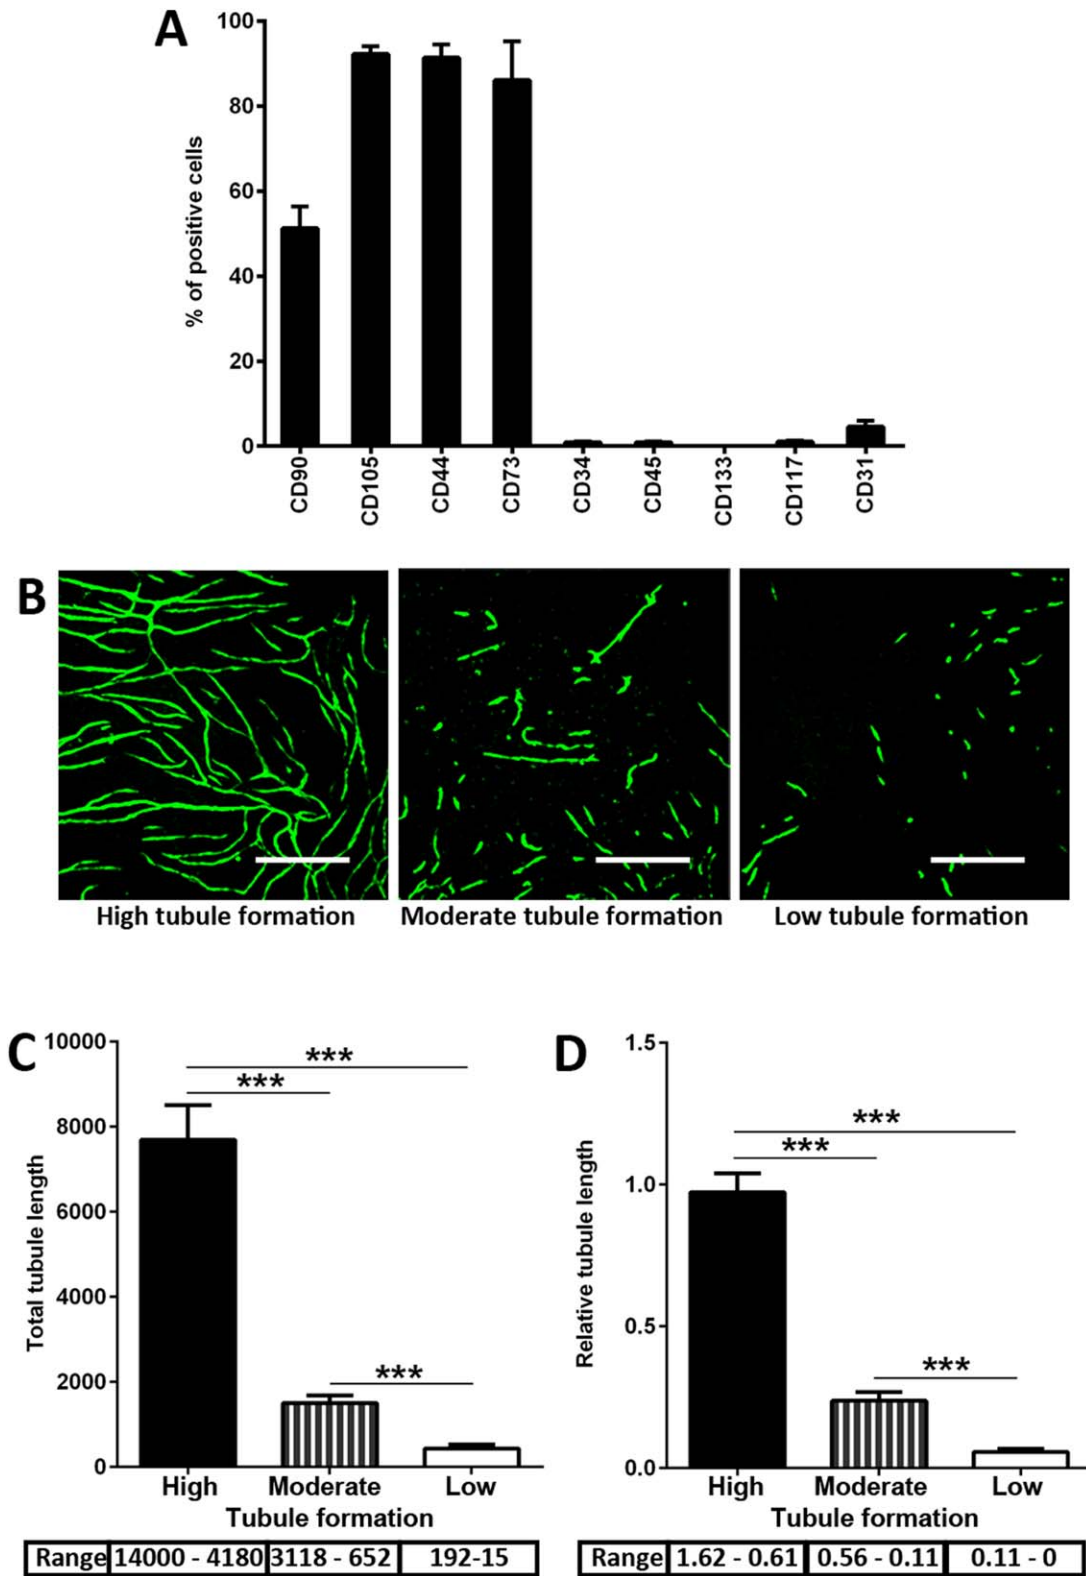 A
100
80
60
40
20
0
% of positive cells
CD90
CD105
CD44
CD73
CD34
CD45
CD133
CD117
CD31
B
High tubule formation
Moderate tubule formation
Low tubule formation
C
10000
8000
6000
4000
2000
0
Total tubule length
***
***
***
High Moderate Low
Tubule formation
Range 14000 - 4180 3118 - 652 192-15
D
1.5
1.0
0.5
0.0
Relative tubule length
***
***
***
High Moderate Low
Tubule formation
Range 1.62 - 0.61 0.56 - 0.11 0.11 - 0